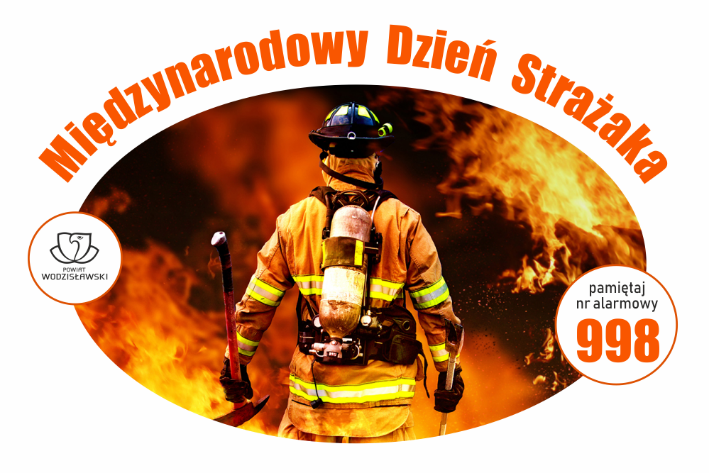 Międzynarodowy Dzień Strażaka
POWIAT
WODZISŁAWSKI
pamiętaj
nr alarmowy
998